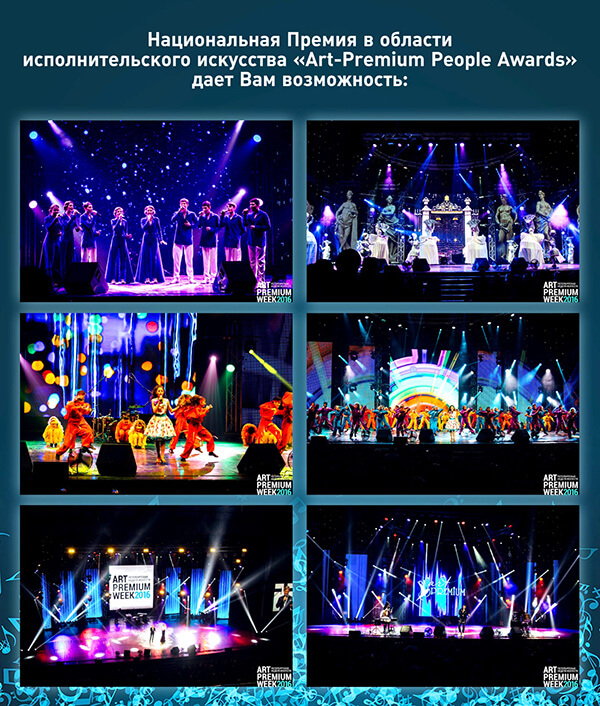 Национальная Премия в области
исполнительского искусства «Art-Premium People Awards»
дает Вам возможность:
ART
PREMIUM
WEEK2016
ART
PREMIUM
WEEK2016
ART
PREMIUM
WEEK2016
ART
PREMIUM
WEEK2016
ART
PREMIUM
WEEK2016
ART
PREMIUM
WEEK2016
PREMIUM
ART
PREMIUM
WEEK2016